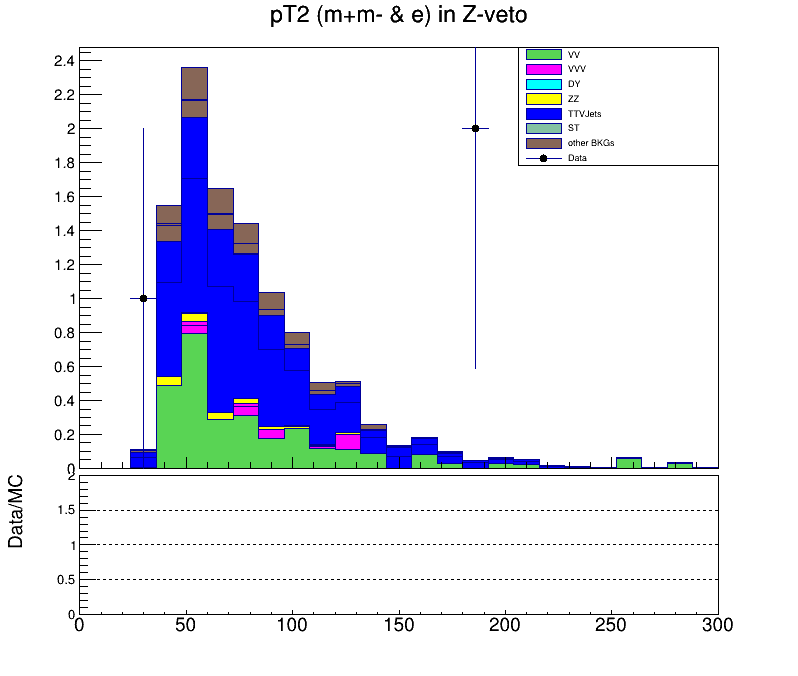 pT2 (m+m- & e) in Z-veto
2.4
2.2
2
1.8
1.6
1.4
1.2
1
0.8
0.6
0.4
0.2
0
VV
VVV
DY
ZZ
TTVJets
ST
other BKGs
Data
Data/MC
2
1.5
1
0.5
0
0 50 100 150 200 250 300